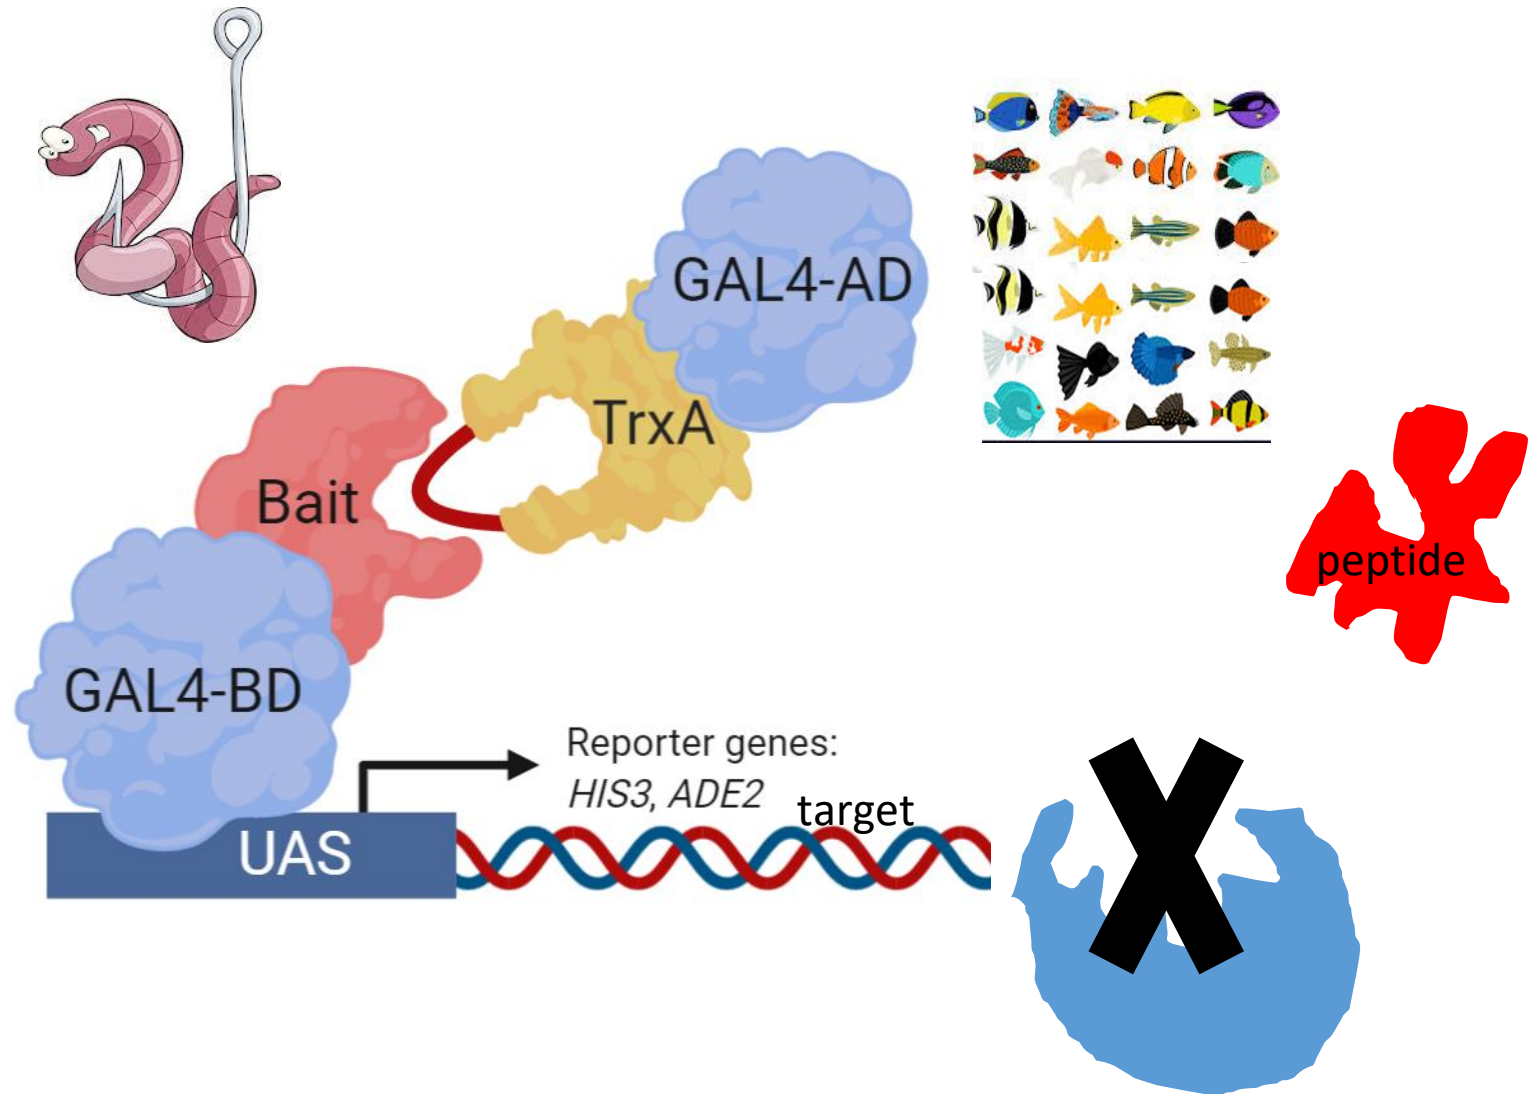 GAL4-AD
TrxA
Bait
peptide
GAL4-BD
Reporter genes:
HIS3, ADE2
target
UAS